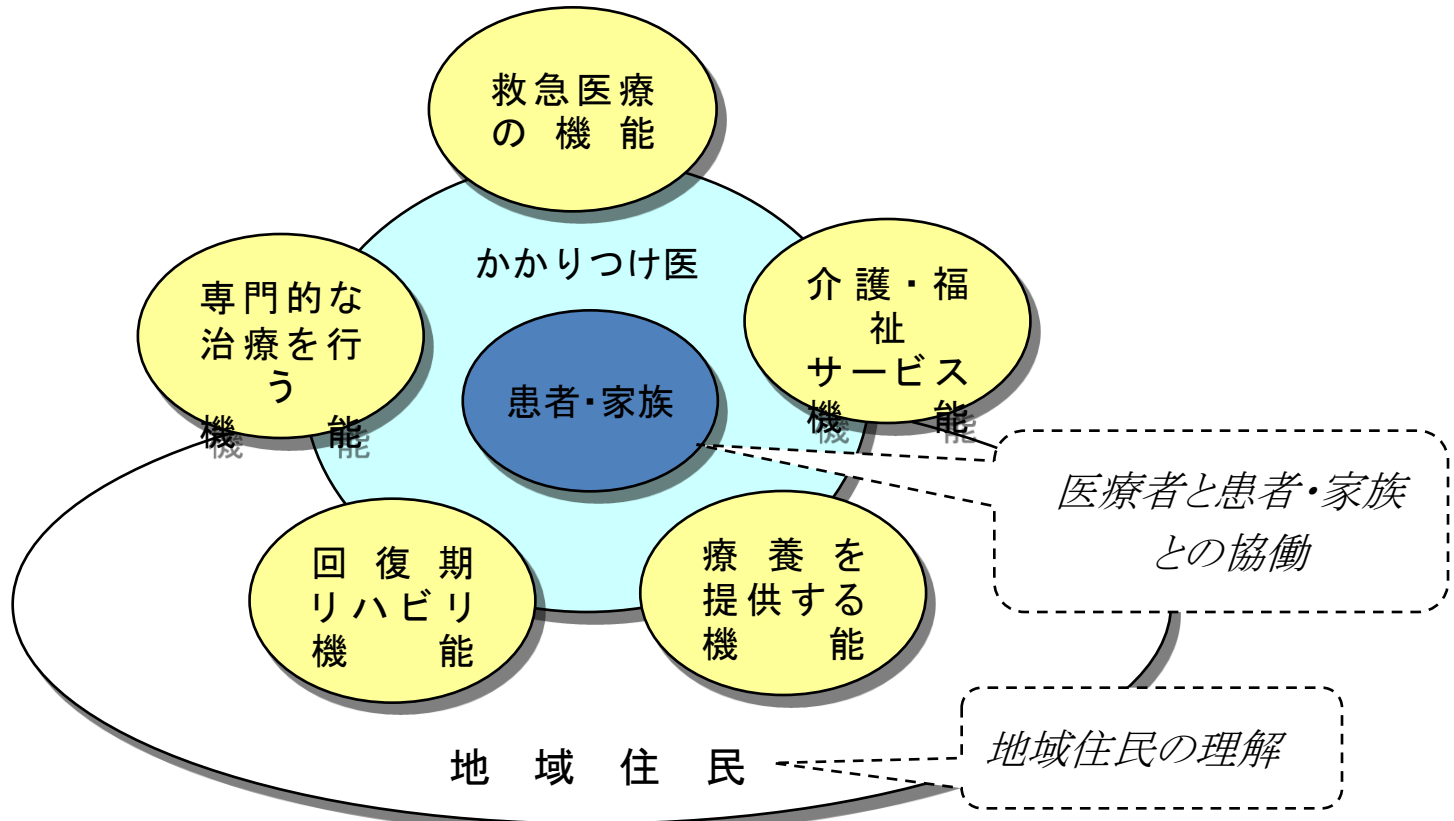 救急医療
の機能
かかりつけ医
専門的な
治療を行
う
機能
介護・福
祉
サービス
機能
患者・家族
医療者と患者・家族
との協働
回復期
リハビリ
機能
療養を
提供する
機能
地域住民の理解
地域住民